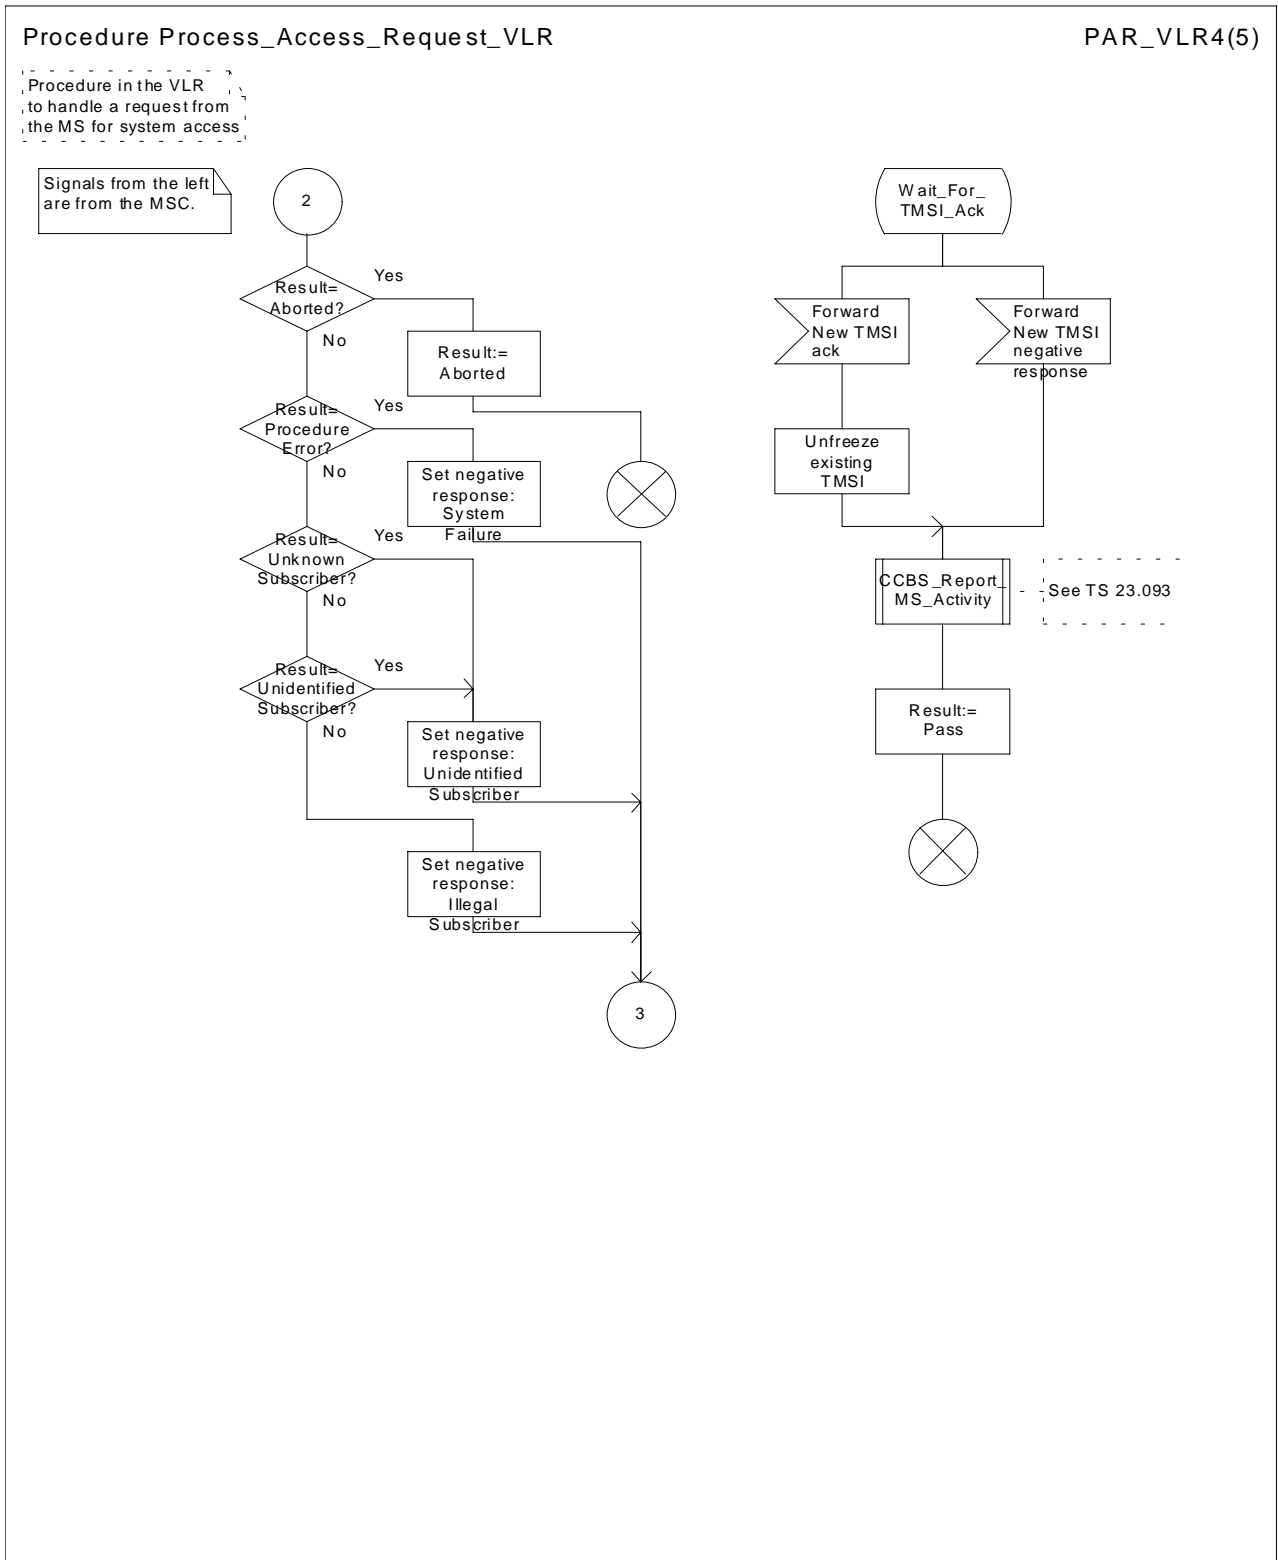 Procedure Process_Access_Request_VLR
PAR_VLR4(5)
Procedure in the VLR
to handle a request from
the MS for system access
Signals from the left
are from the MSC.
2
Result=
Aborted?
Yes
No
Result:=
Aborted
Result=
Procedure
Error?
Yes
No
Set negative
response:
System
Failure
Result=
Unknown
Subscriber?
Yes
No
Result=
Unidentified
Subscriber?
Yes
No
Set negative
response:
Unidentified
Subscriber
Set negative
response:
Illegal
Subscriber
3
Wait_For_
TMSI_Ack
Forward
New TMSI
ack
Forward
New TMSI
negative
response
Unfreeze
existing
TMSI
CCBS_Report_
MS_Activity
See TS 23.093
Result:=
Pass